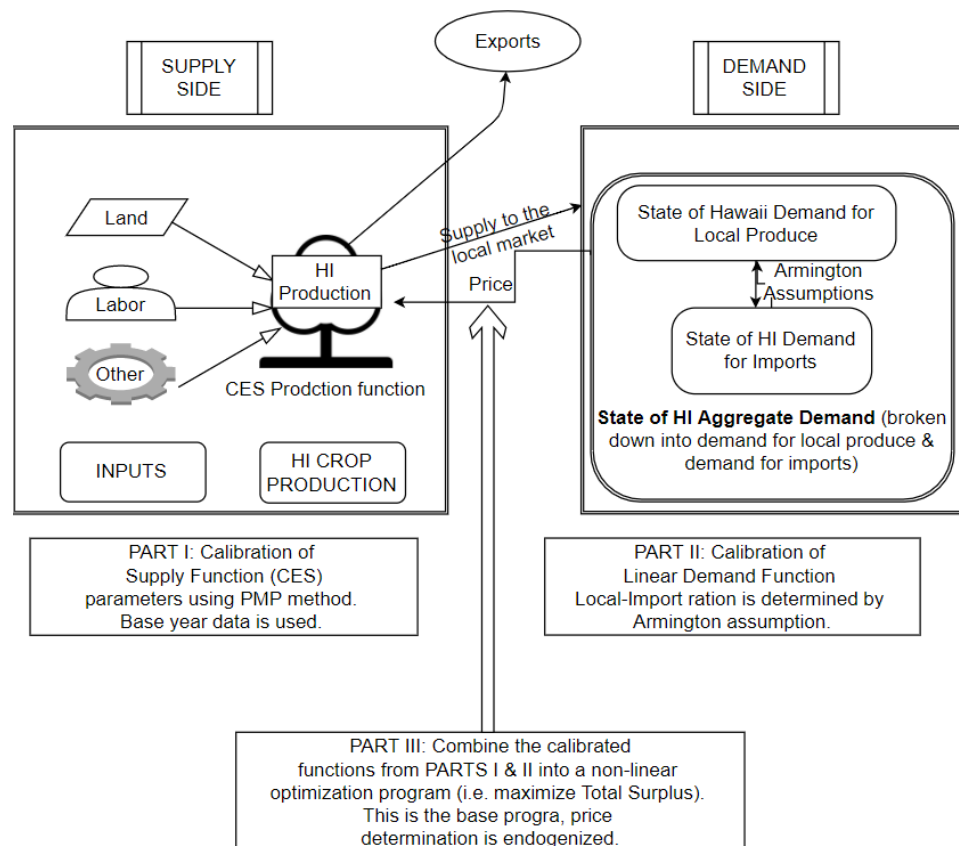 Exports
SUPPLY
SIDE
DEMAND
SIDE
Land
Labor
Other
HI
Production
CES Prodction function
INPUTS
HI CROP
PRODUCTION
Supply to the
local market
Price
State of Hawaii Demand for
Local Produce
Armington
Assumptions
State of HI Demand
for Imports
State of HI Aggregate Demand (broken
down into demand for local produce &
demand for imports)
PART I: Calibration of
Supply Function (CES)
parameters using PMP method.
Base year data is used.
PART II: Calibration of
Linear Demand Function
Local-Import ration is determined by
Armington assumption.
PART III: Combine the calibrated
functions from PARTS I & II into a non-linear
optimization program (i.e. maximize Total Surplus).
This is the base progra, price
determination is endogenized.